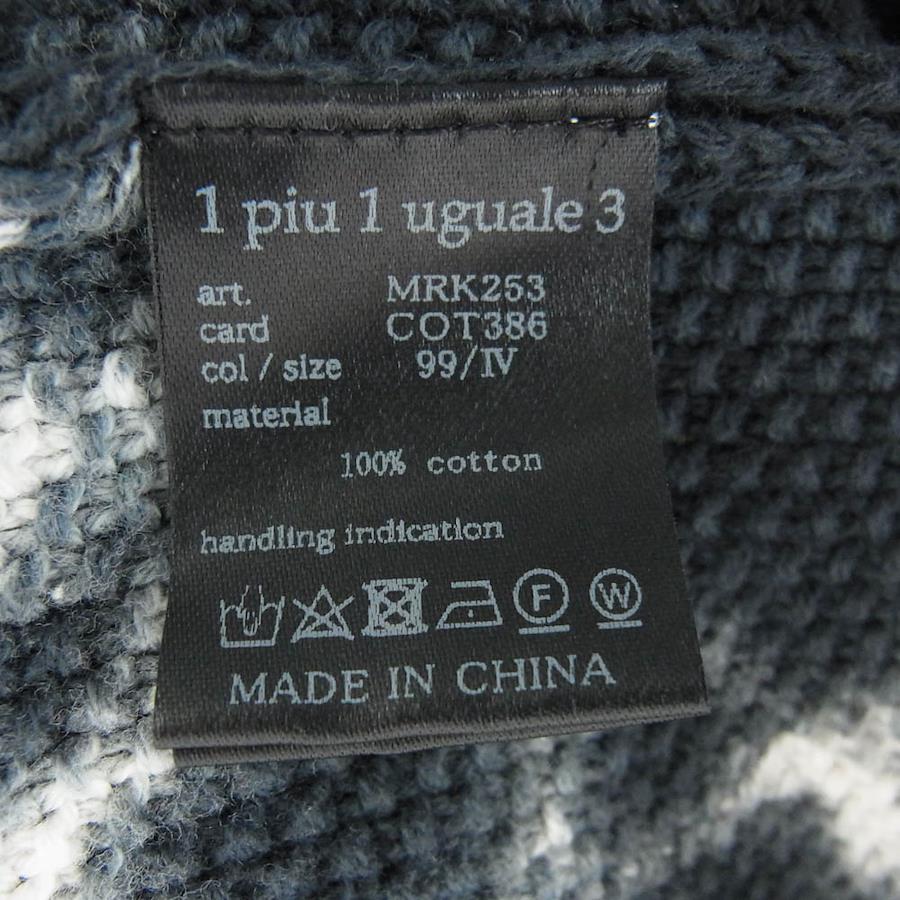 1 piu 1 uguale 3
art. MRK253
card COT386
col / size 99/IV
material
100% cotton
handling indication
F W
MADE IN CHINA